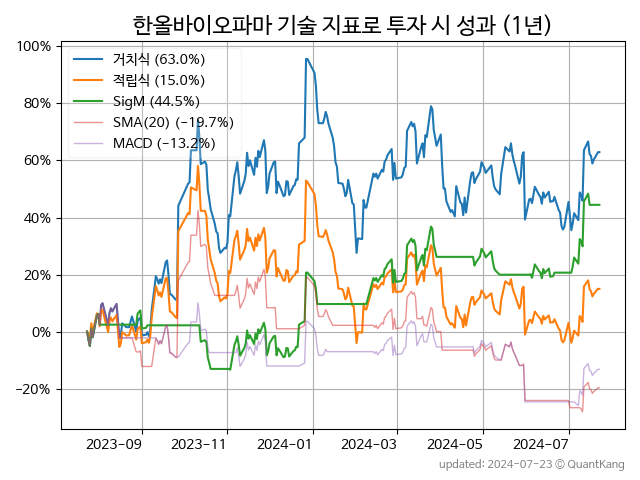 한올바이오파마 기술 지표로 투자 시 성과 (1년)
100%
80%
60%
40%
20%
0%
−20%
거치식 (63.0%)
적립식 (15.0%)
SigM (44.5%)
SMA(20) (−19.7%)
MACD (−13.2%)
2023-09 2023-11 2024-01 2024-03 2024-05 2024-07
updated: 2024-07-23 © QuantKang